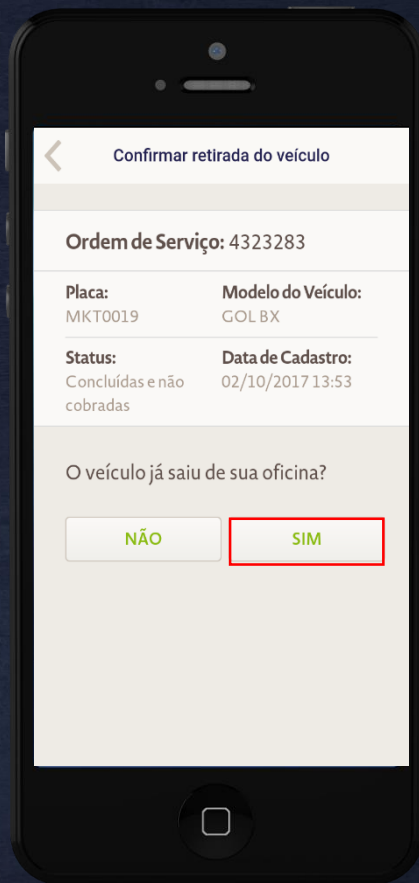 Confirmar retirada do veículo
Ordem de Serviço: 4323283
Placa: Modelo do Veículo:
MKT0019 GOL BX
Status: Data de Cadastro:
Concluídas e não 02/10/2017 13:53
cobradas
O veículo já saiu de sua oficina?
NÃO SIM